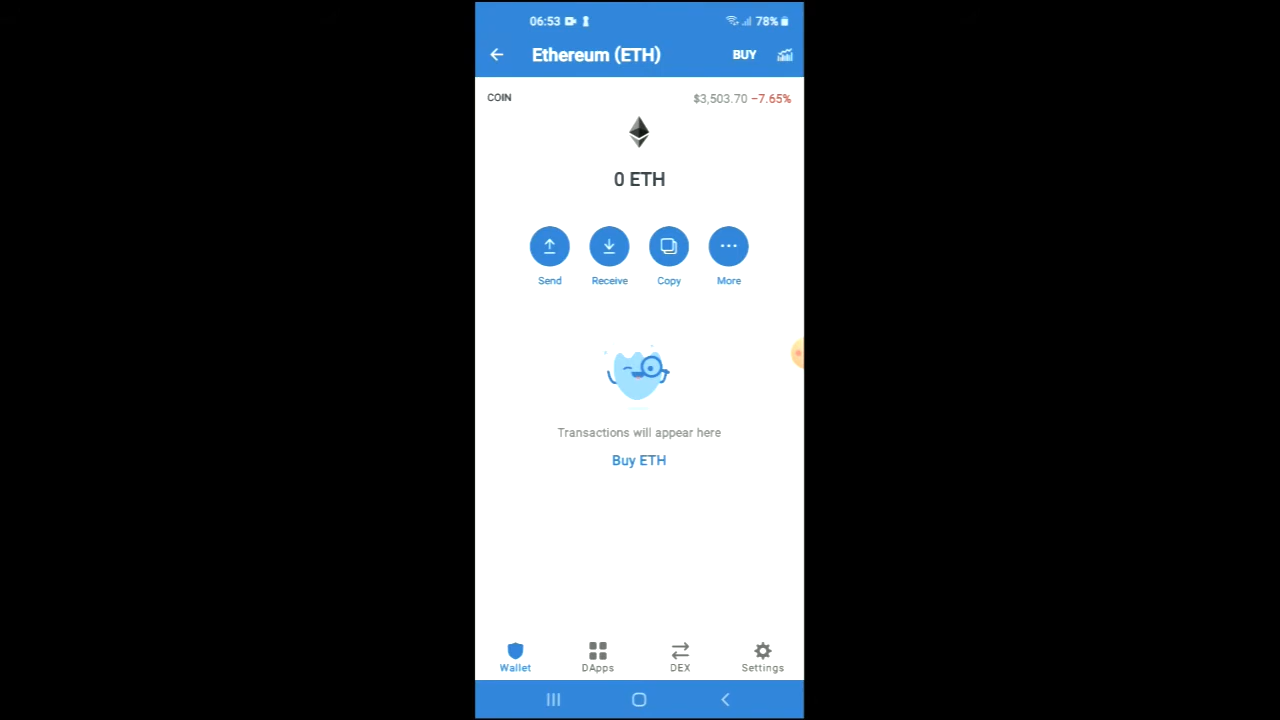 06:53 78%
Ethereum (ETH) BUY
COIN $3,503.70 −7.65%
0 ETH
Send Receive Copy More
Transactions will appear here
Buy ETH
Wallet DApps DEX Settings